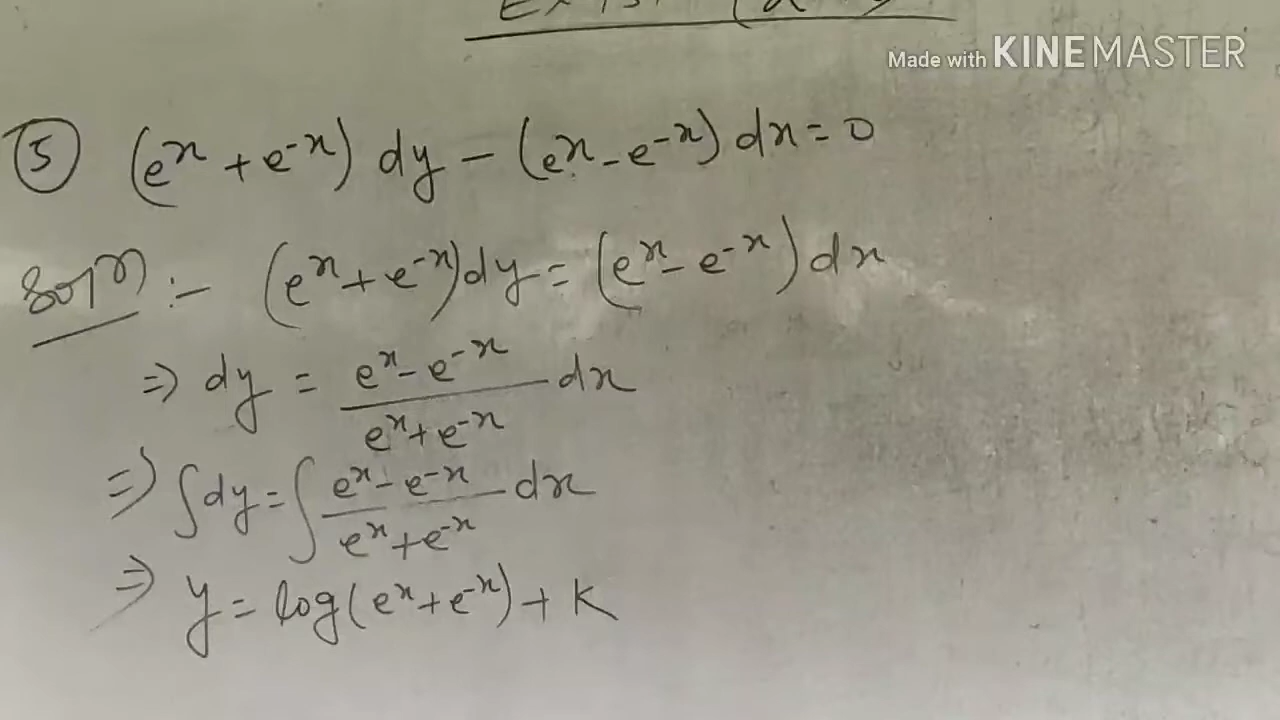 Made with KINEMASTER
(5) (eˣ + e⁻ˣ) dy − (eˣ − e⁻ˣ) dx = 0
Solⁿ :- (eˣ + e⁻ˣ) dy = (eˣ − e⁻ˣ) dx
⇒ dy = (eˣ − e⁻ˣ)/(eˣ + e⁻ˣ) dx
⇒ ∫dy = ∫ (eˣ − e⁻ˣ)/(eˣ + e⁻ˣ) dx
⇒ y = log(eˣ + e⁻ˣ) + K